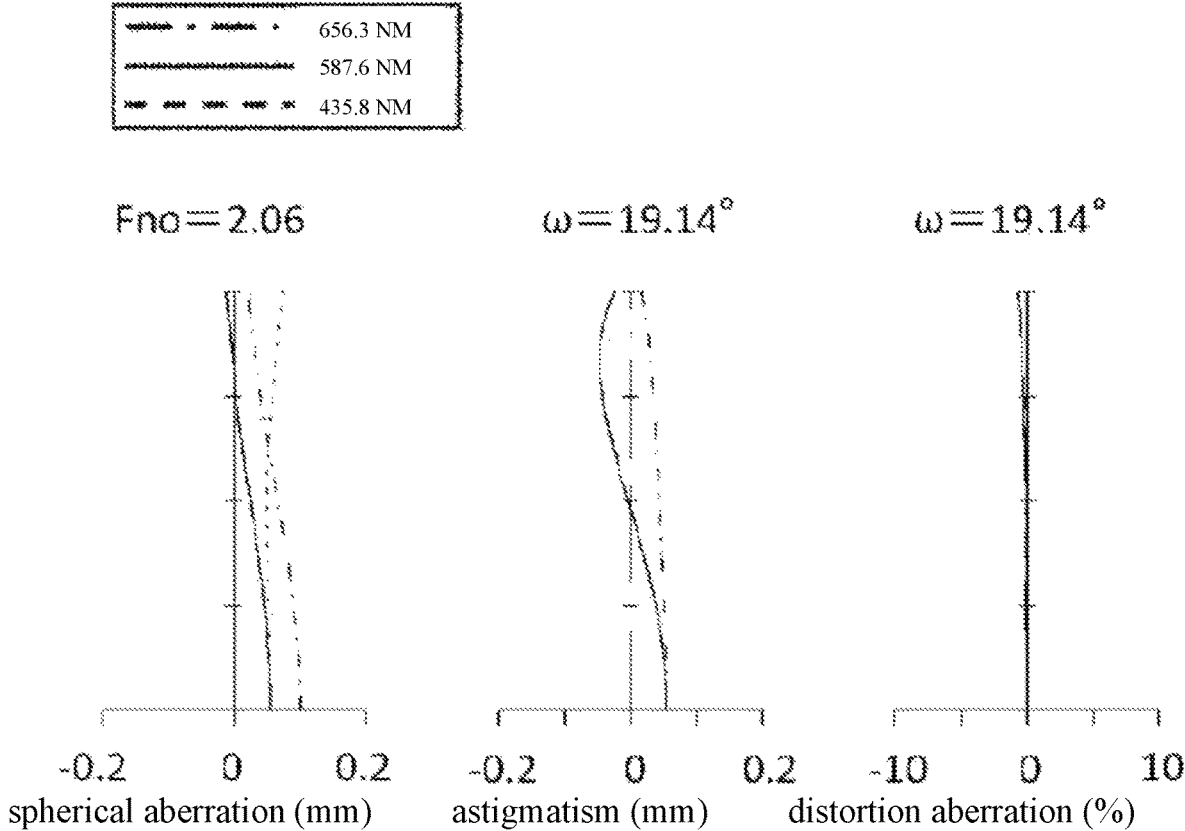 656.3 NM
587.6 NM
435.8 NM
Fno=2.06
ω=19.14°
ω=19.14°
-0.2 0 0.2
-0.2 0 0.2
-10 0 10
spherical aberration (mm)
astigmatism (mm)
distortion aberration (%)